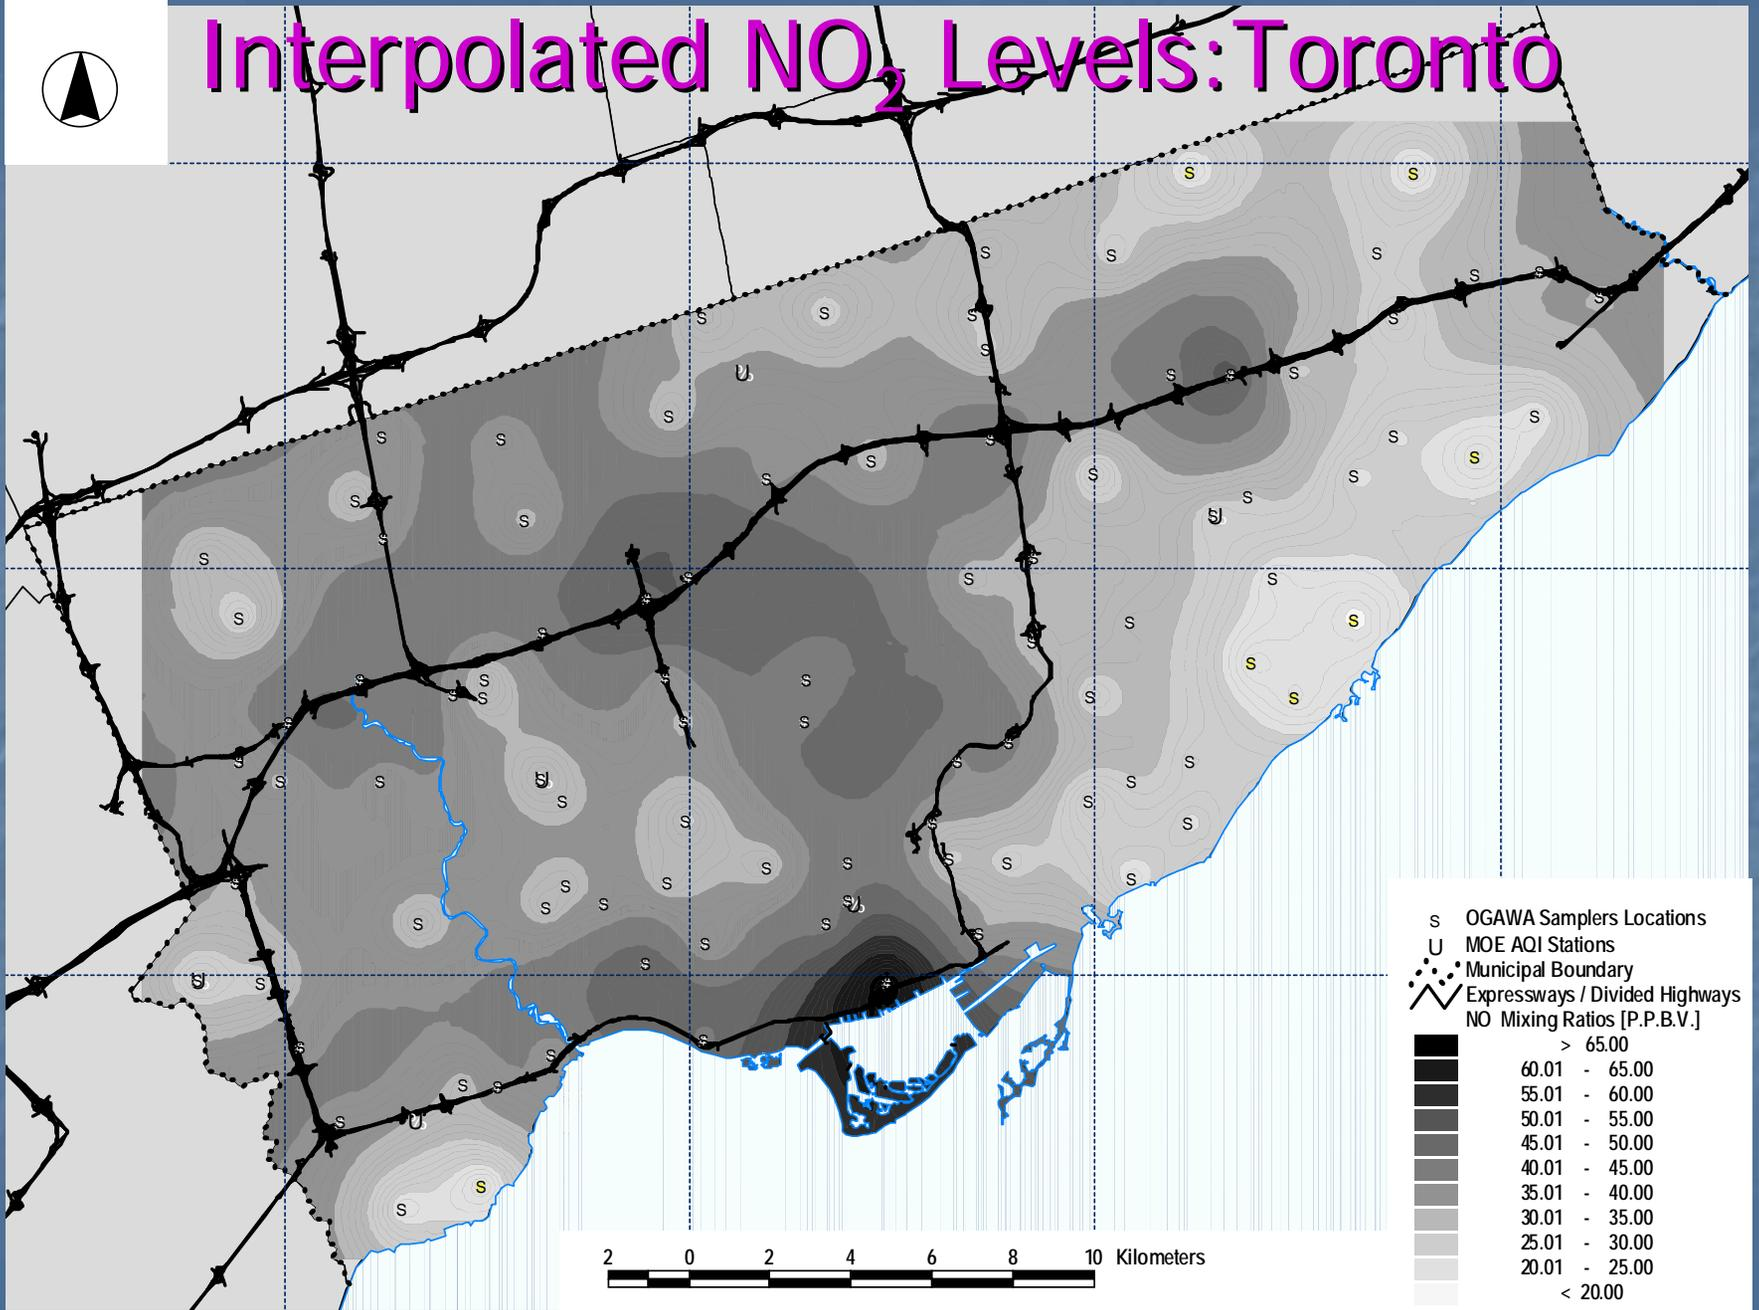 Interpolated NO2 Levels:Toronto
S OGAWA Samplers Locations
U MOE AQI Stations
Municipal Boundary
Expressways / Divided Highways
NO Mixing Ratios [P.P.B.V.]
> 65.00
60.01 - 65.00
55.01 - 60.00
50.01 - 55.00
45.01 - 50.00
40.01 - 45.00
35.01 - 40.00
30.01 - 35.00
25.01 - 30.00
20.01 - 25.00
< 20.00
2 0 2 4 6 8 10 Kilometers